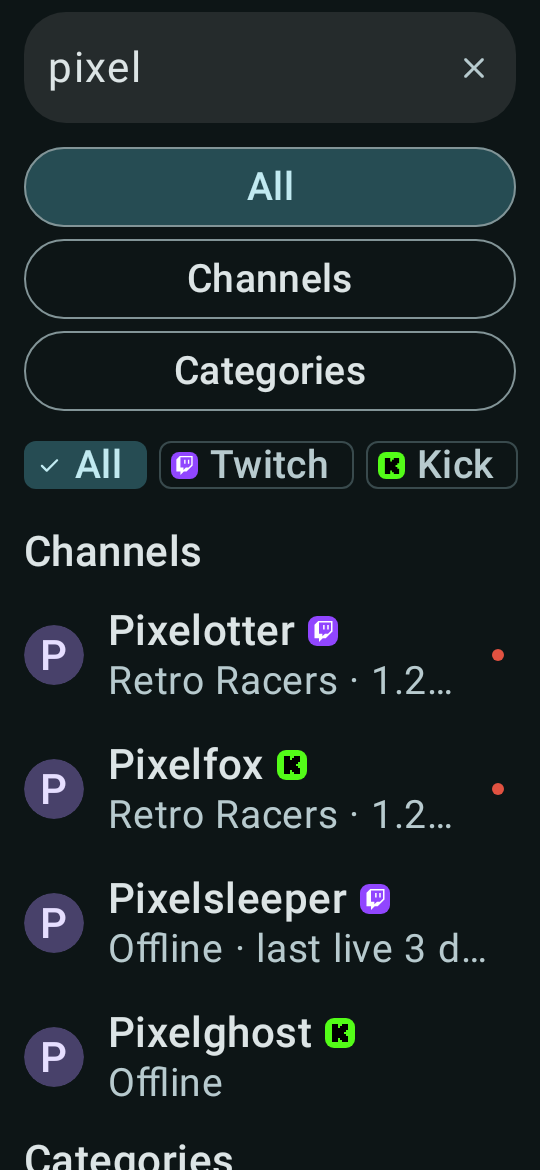 pixel
All
Channels
Categories
All Twitch Kick
Channels
P Pixelotter
Retro Racers · 1.2…
P Pixelfox
Retro Racers · 1.2…
P Pixelsleeper
Offline · last live 3 d…
P Pixelghost
Offline
Categories